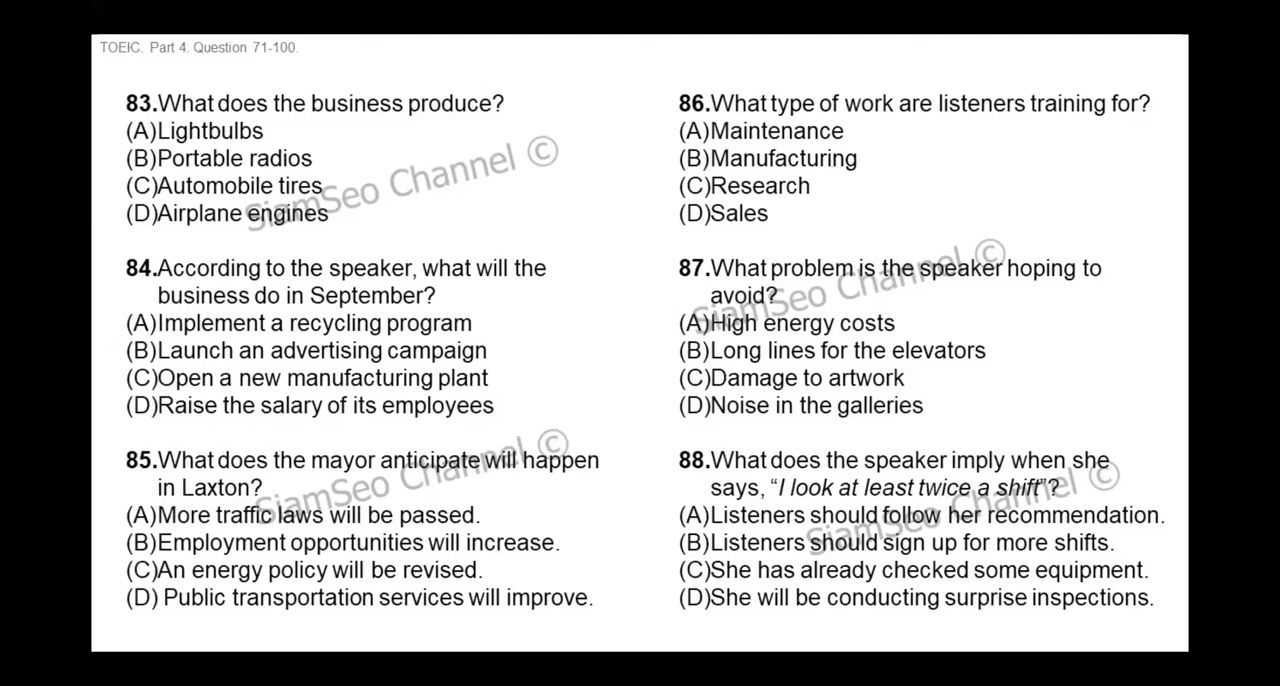 TOEIC. Part 4. Question 71-100.
83.What does the business produce?
(A)Lightbulbs
(B)Portable radios
(C)Automobile tires
(D)Airplane engines
SiamSeo Channel ©
84.According to the speaker, what will the
business do in September?
(A)Implement a recycling program
(B)Launch an advertising campaign
(C)Open a new manufacturing plant
(D)Raise the salary of its employees
85.What does the mayor anticipate will happen
in Laxton?
(A)More traffic laws will be passed.
(B)Employment opportunities will increase.
(C)An energy policy will be revised.
(D) Public transportation services will improve.
SiamSeo Channel ©
86.What type of work are listeners training for?
(A)Maintenance
(B)Manufacturing
(C)Research
(D)Sales
87.What problem is the speaker hoping to
avoid?
(A)High energy costs
(B)Long lines for the elevators
(C)Damage to artwork
(D)Noise in the galleries
SiamSeo Channel ©
88.What does the speaker imply when she
says, “I look at least twice a shift”?
(A)Listeners should follow her recommendation.
(B)Listeners should sign up for more shifts.
(C)She has already checked some equipment.
(D)She will be conducting surprise inspections.
SiamSeo Channel ©